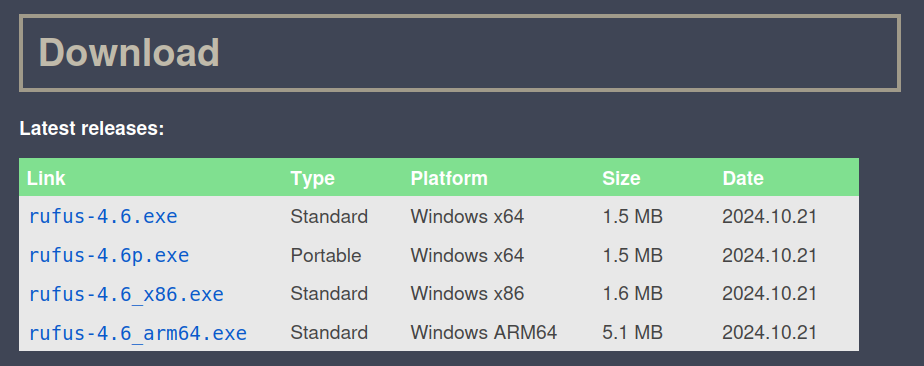 Download
Latest releases:
Link Type Platform Size Date
rufus-4.6.exe Standard Windows x64 1.5 MB 2024.10.21
rufus-4.6p.exe Portable Windows x64 1.5 MB 2024.10.21
rufus-4.6_x86.exe Standard Windows x86 1.6 MB 2024.10.21
rufus-4.6_arm64.exe Standard Windows ARM64 5.1 MB 2024.10.21